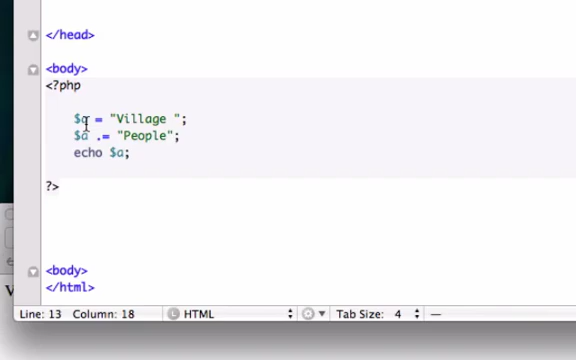 </head>
<body>
<?php
$a = "Village ";
$a .= "People";
echo $a;
?>
<body>
</html>
Line: 13 Column: 18 L HTML Tab Size: 4 —